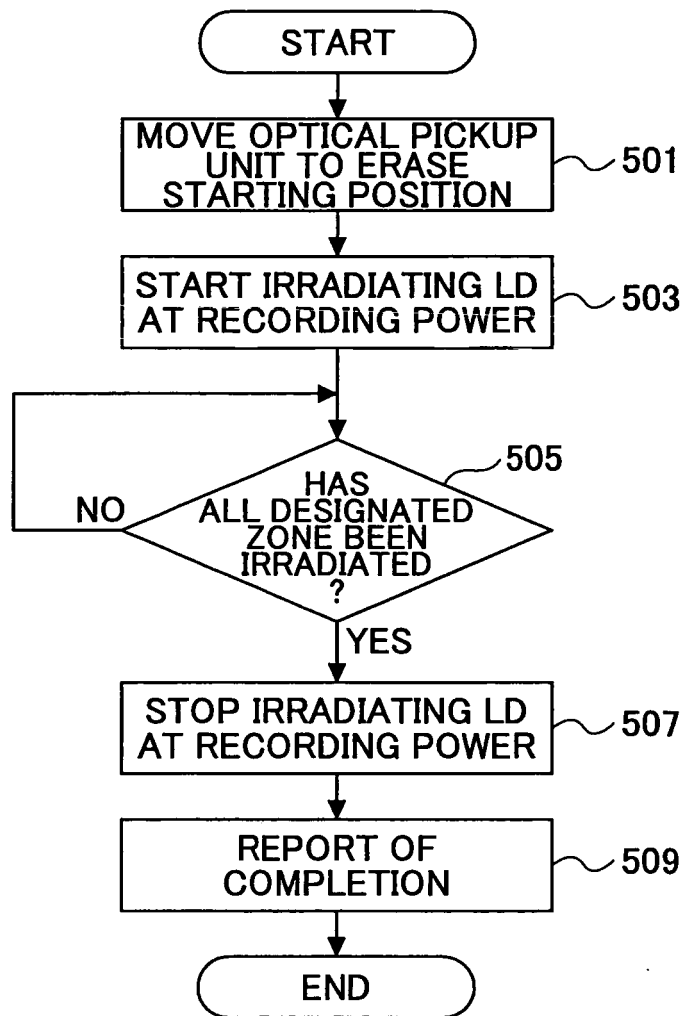 START
MOVE OPTICAL PICKUP
UNIT TO ERASE
STARTING POSITION
501
START IRRADIATING LD
AT RECORDING POWER
503
505
HAS
ALL DESIGNATED
ZONE BEEN
IRRADIATED
?
NO
YES
STOP IRRADIATING LD
AT RECORDING POWER
507
REPORT OF
COMPLETION
509
END